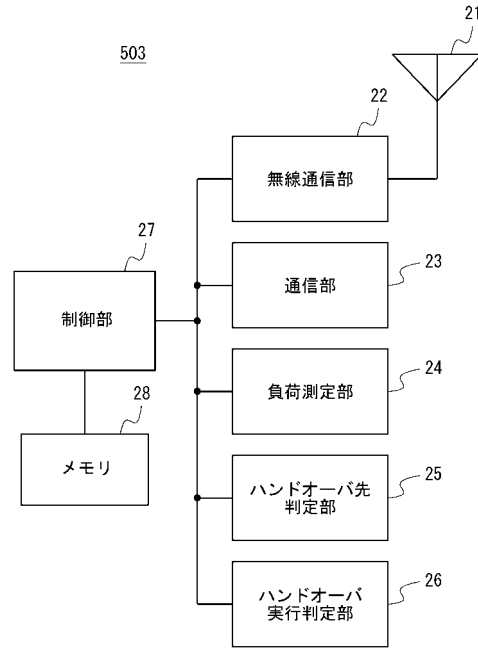 503
21
22
無線通信部
27
制御部
23
通信部
24
負荷測定部
28
メモリ
25
ハンドオーバ先
判定部
26
ハンドオーバ
実行判定部